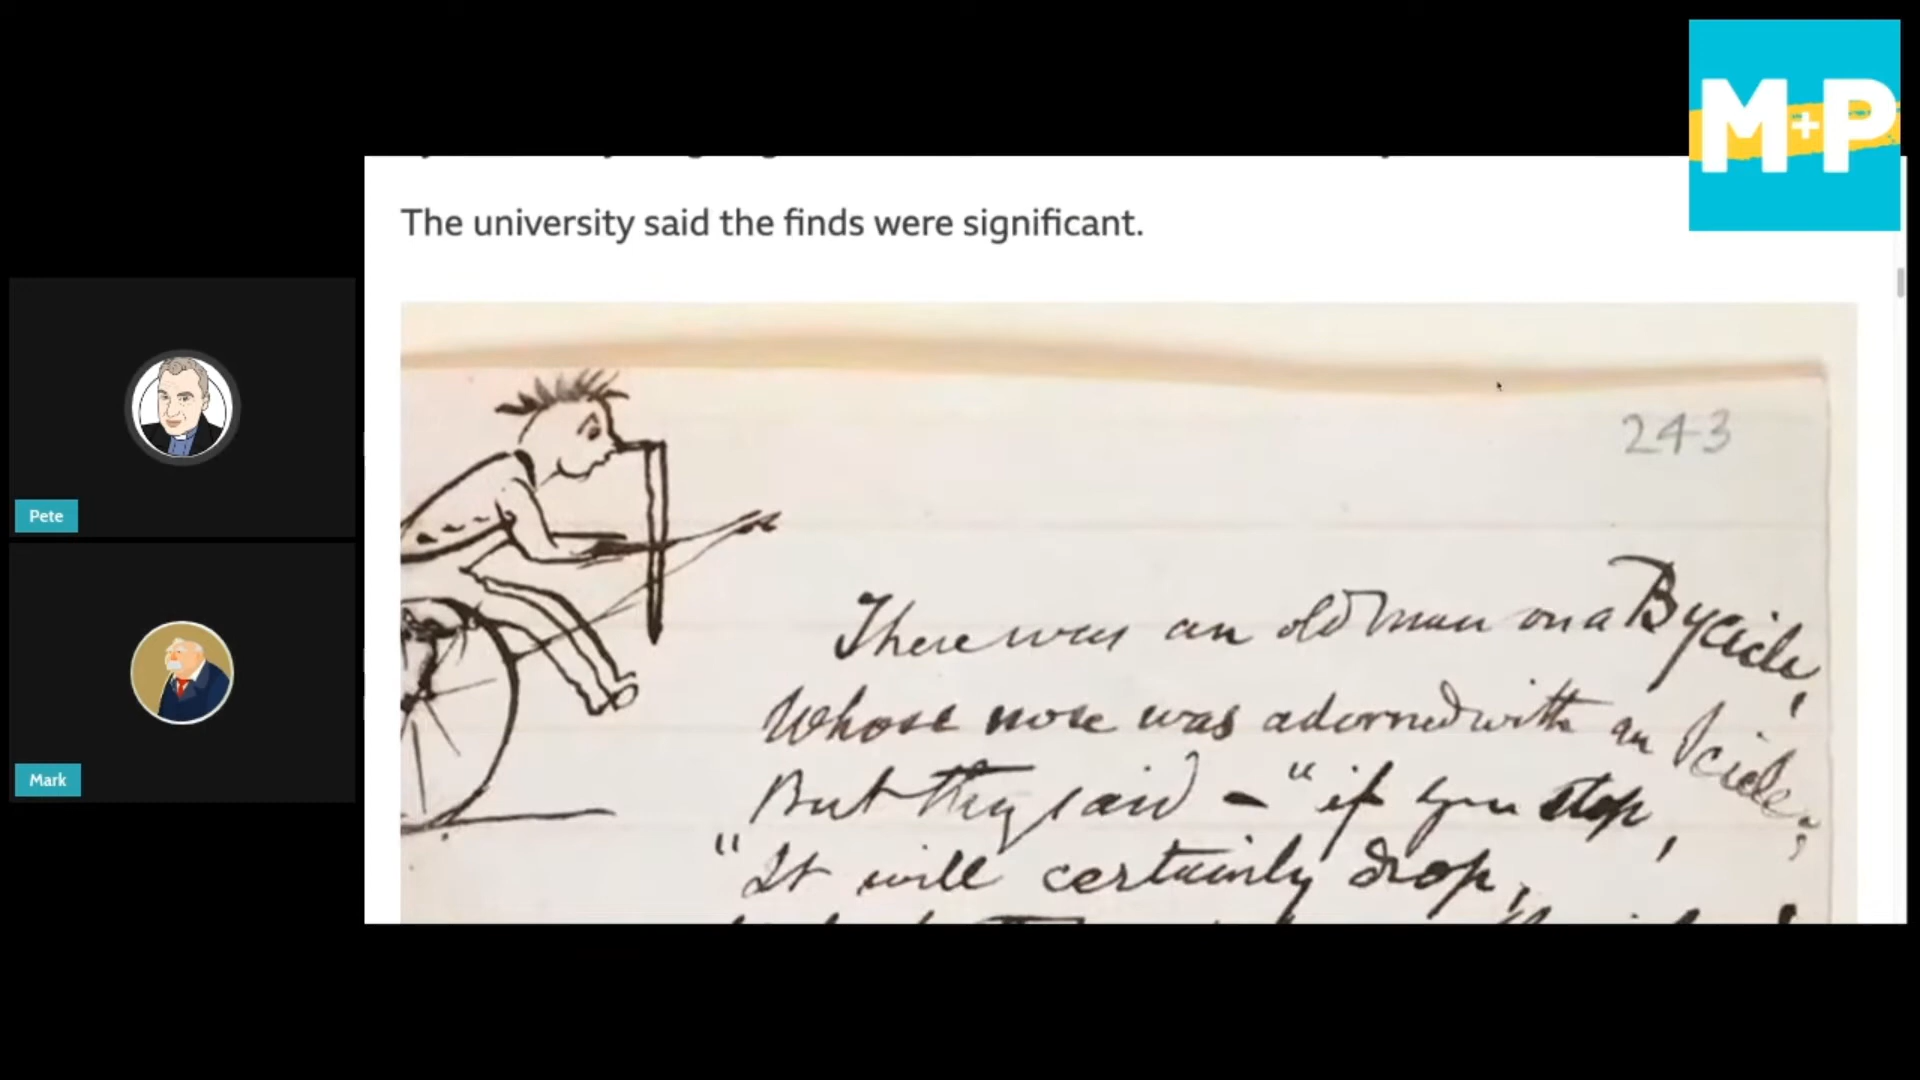 M+P
The university said the finds were significant.
243
There was an old man on a Bycicle,
Whose nose was adorned with an Icicle;
But they said - "if you stop,
"It will certainly drop,
Pete
Mark